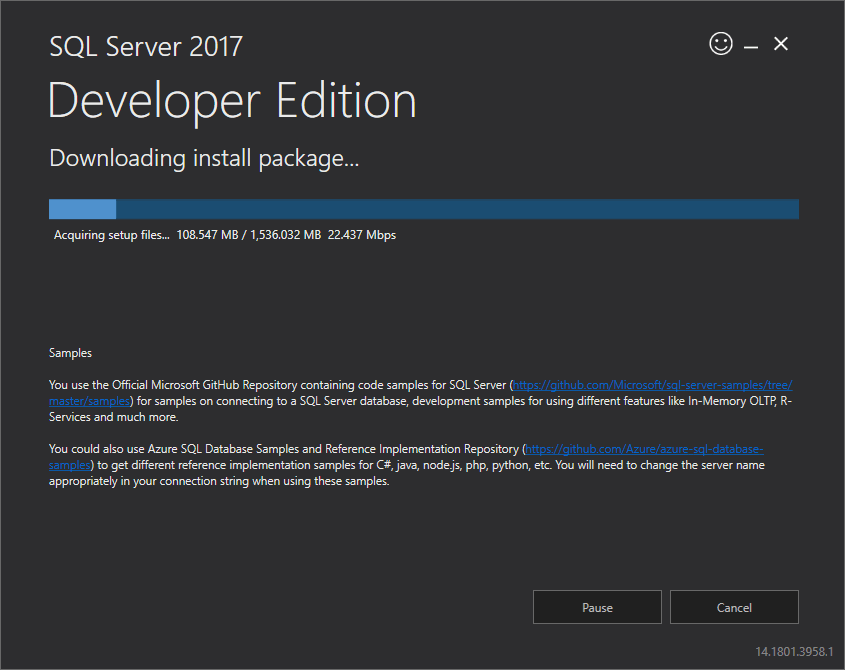 SQL Server 2017
Developer Edition
Downloading install package...
Acquiring setup files... 108.547 MB / 1,536.032 MB 22.437 Mbps
Samples
You use the Official Microsoft GitHub Repository containing code samples for SQL Server (https://github.com/Microsoft/sql-server-samples/tree/
master/samples) for samples on connecting to a SQL Server database, development samples for using different features like In-Memory OLTP, R-
Services and much more.
You could also use Azure SQL Database Samples and Reference Implementation Repository (https://github.com/Azure/azure-sql-database-
samples) to get different reference implementation samples for C#, java, node.js, php, python, etc. You will need to change the server name
appropriately in your connection string when using these samples.
Pause
Cancel
14.1801.3958.1